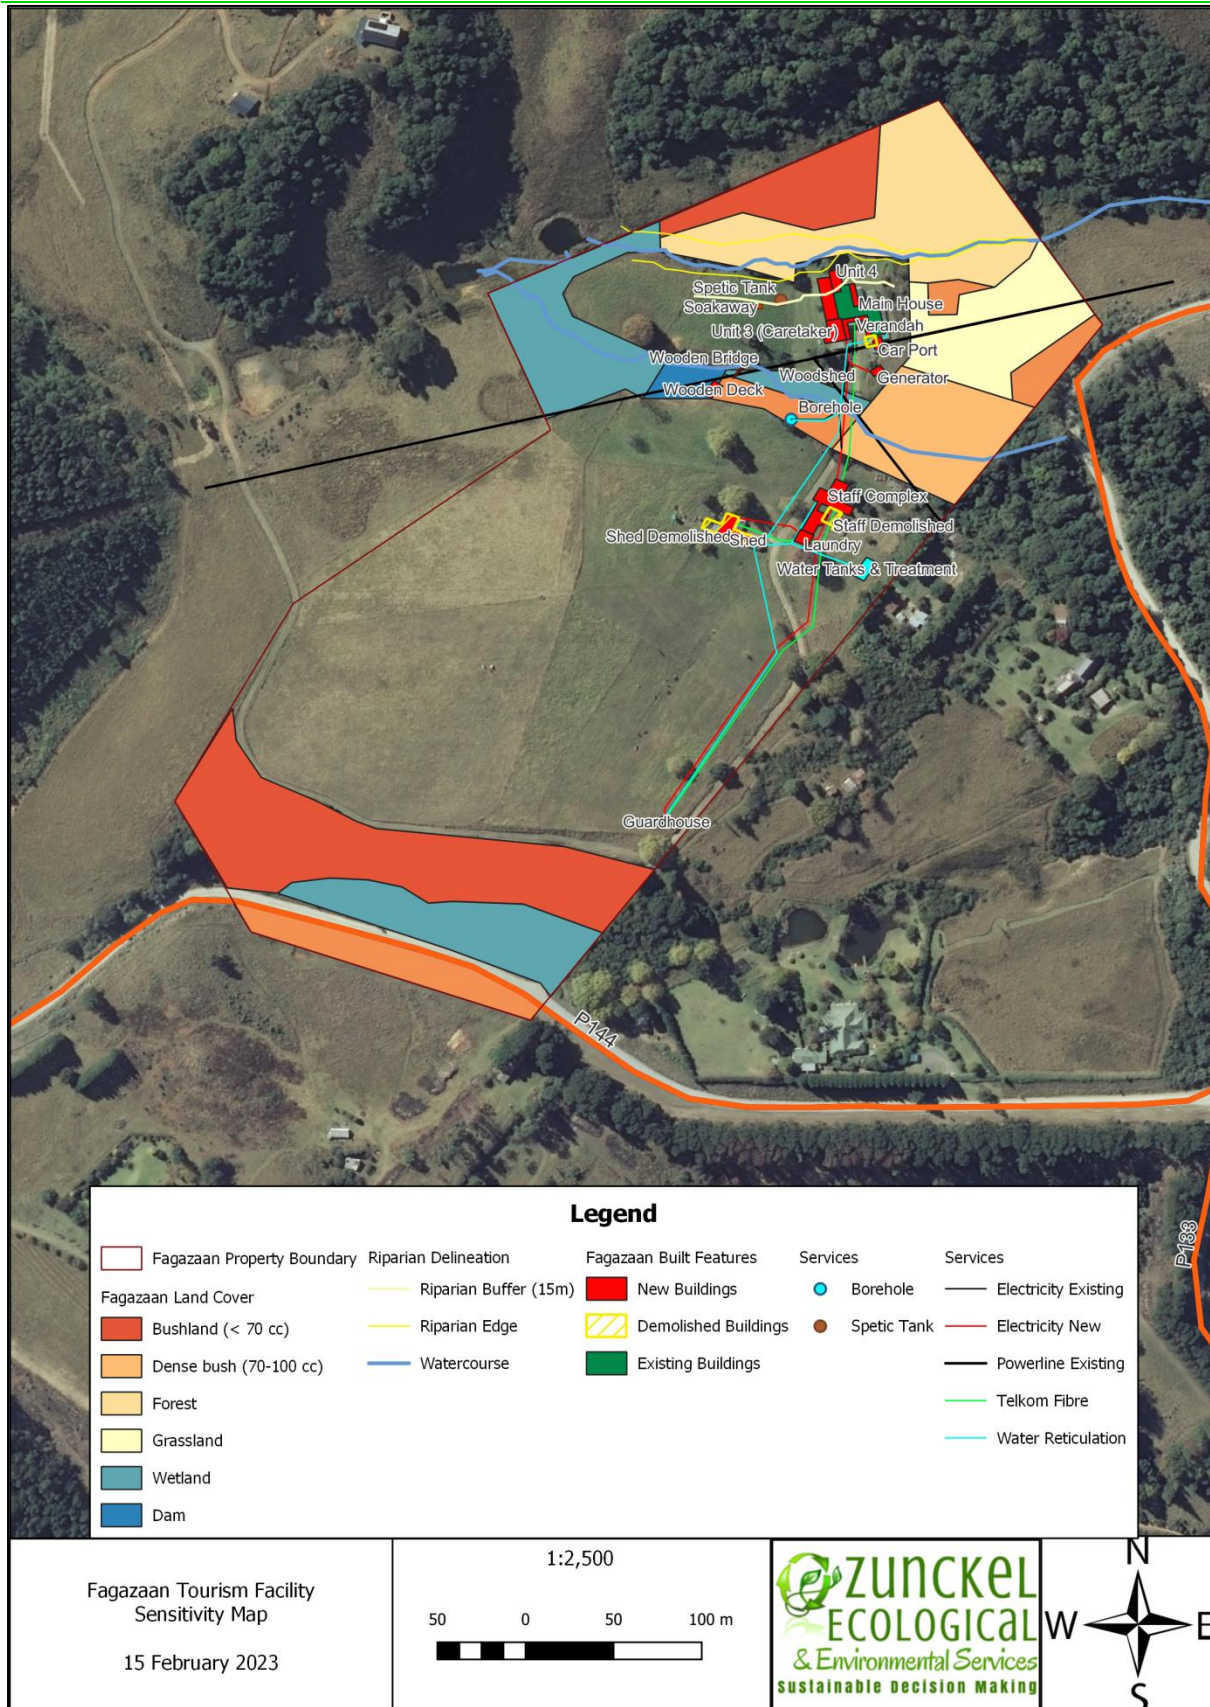 Unit 4
Spetic Tank
Soakaway
Main House
Unit 3 (Caretaker)
Verandah
Car Port
Wooden Bridge
Woodshed
Generator
Wooden Deck
Borehole
Staff Complex
Staff Demolished
Shed Demolished
Shed
Laundry
Water Tanks & Treatment
Guardhouse
P144
P133
Legend
Fagazaan Property Boundary
Fagazaan Land Cover
Bushland (< 70 cc)
Dense bush (70-100 cc)
Forest
Grassland
Wetland
Dam
Riparian Delineation
Riparian Buffer (15m)
Riparian Edge
Watercourse
Fagazaan Built Features
New Buildings
Demolished Buildings
Existing Buildings
Services
Borehole
Spetic Tank
Services
Electricity Existing
Electricity New
Powerline Existing
Telkom Fibre
Water Reticulation
Fagazaan Tourism Facility
Sensitivity Map
15 February 2023
1:2,500
50 0 50 100 m
ZUNCKEL
ECOLOGICAL
& Environmental Services
Sustainable Decision Making
N
W E
S